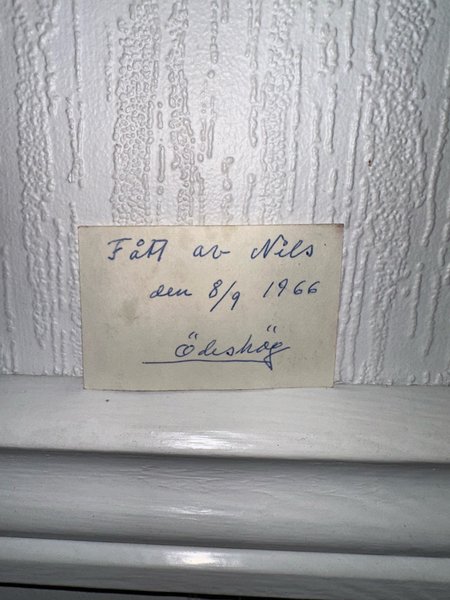 Fått av Nils
den 8/9 1966
Ödeshög